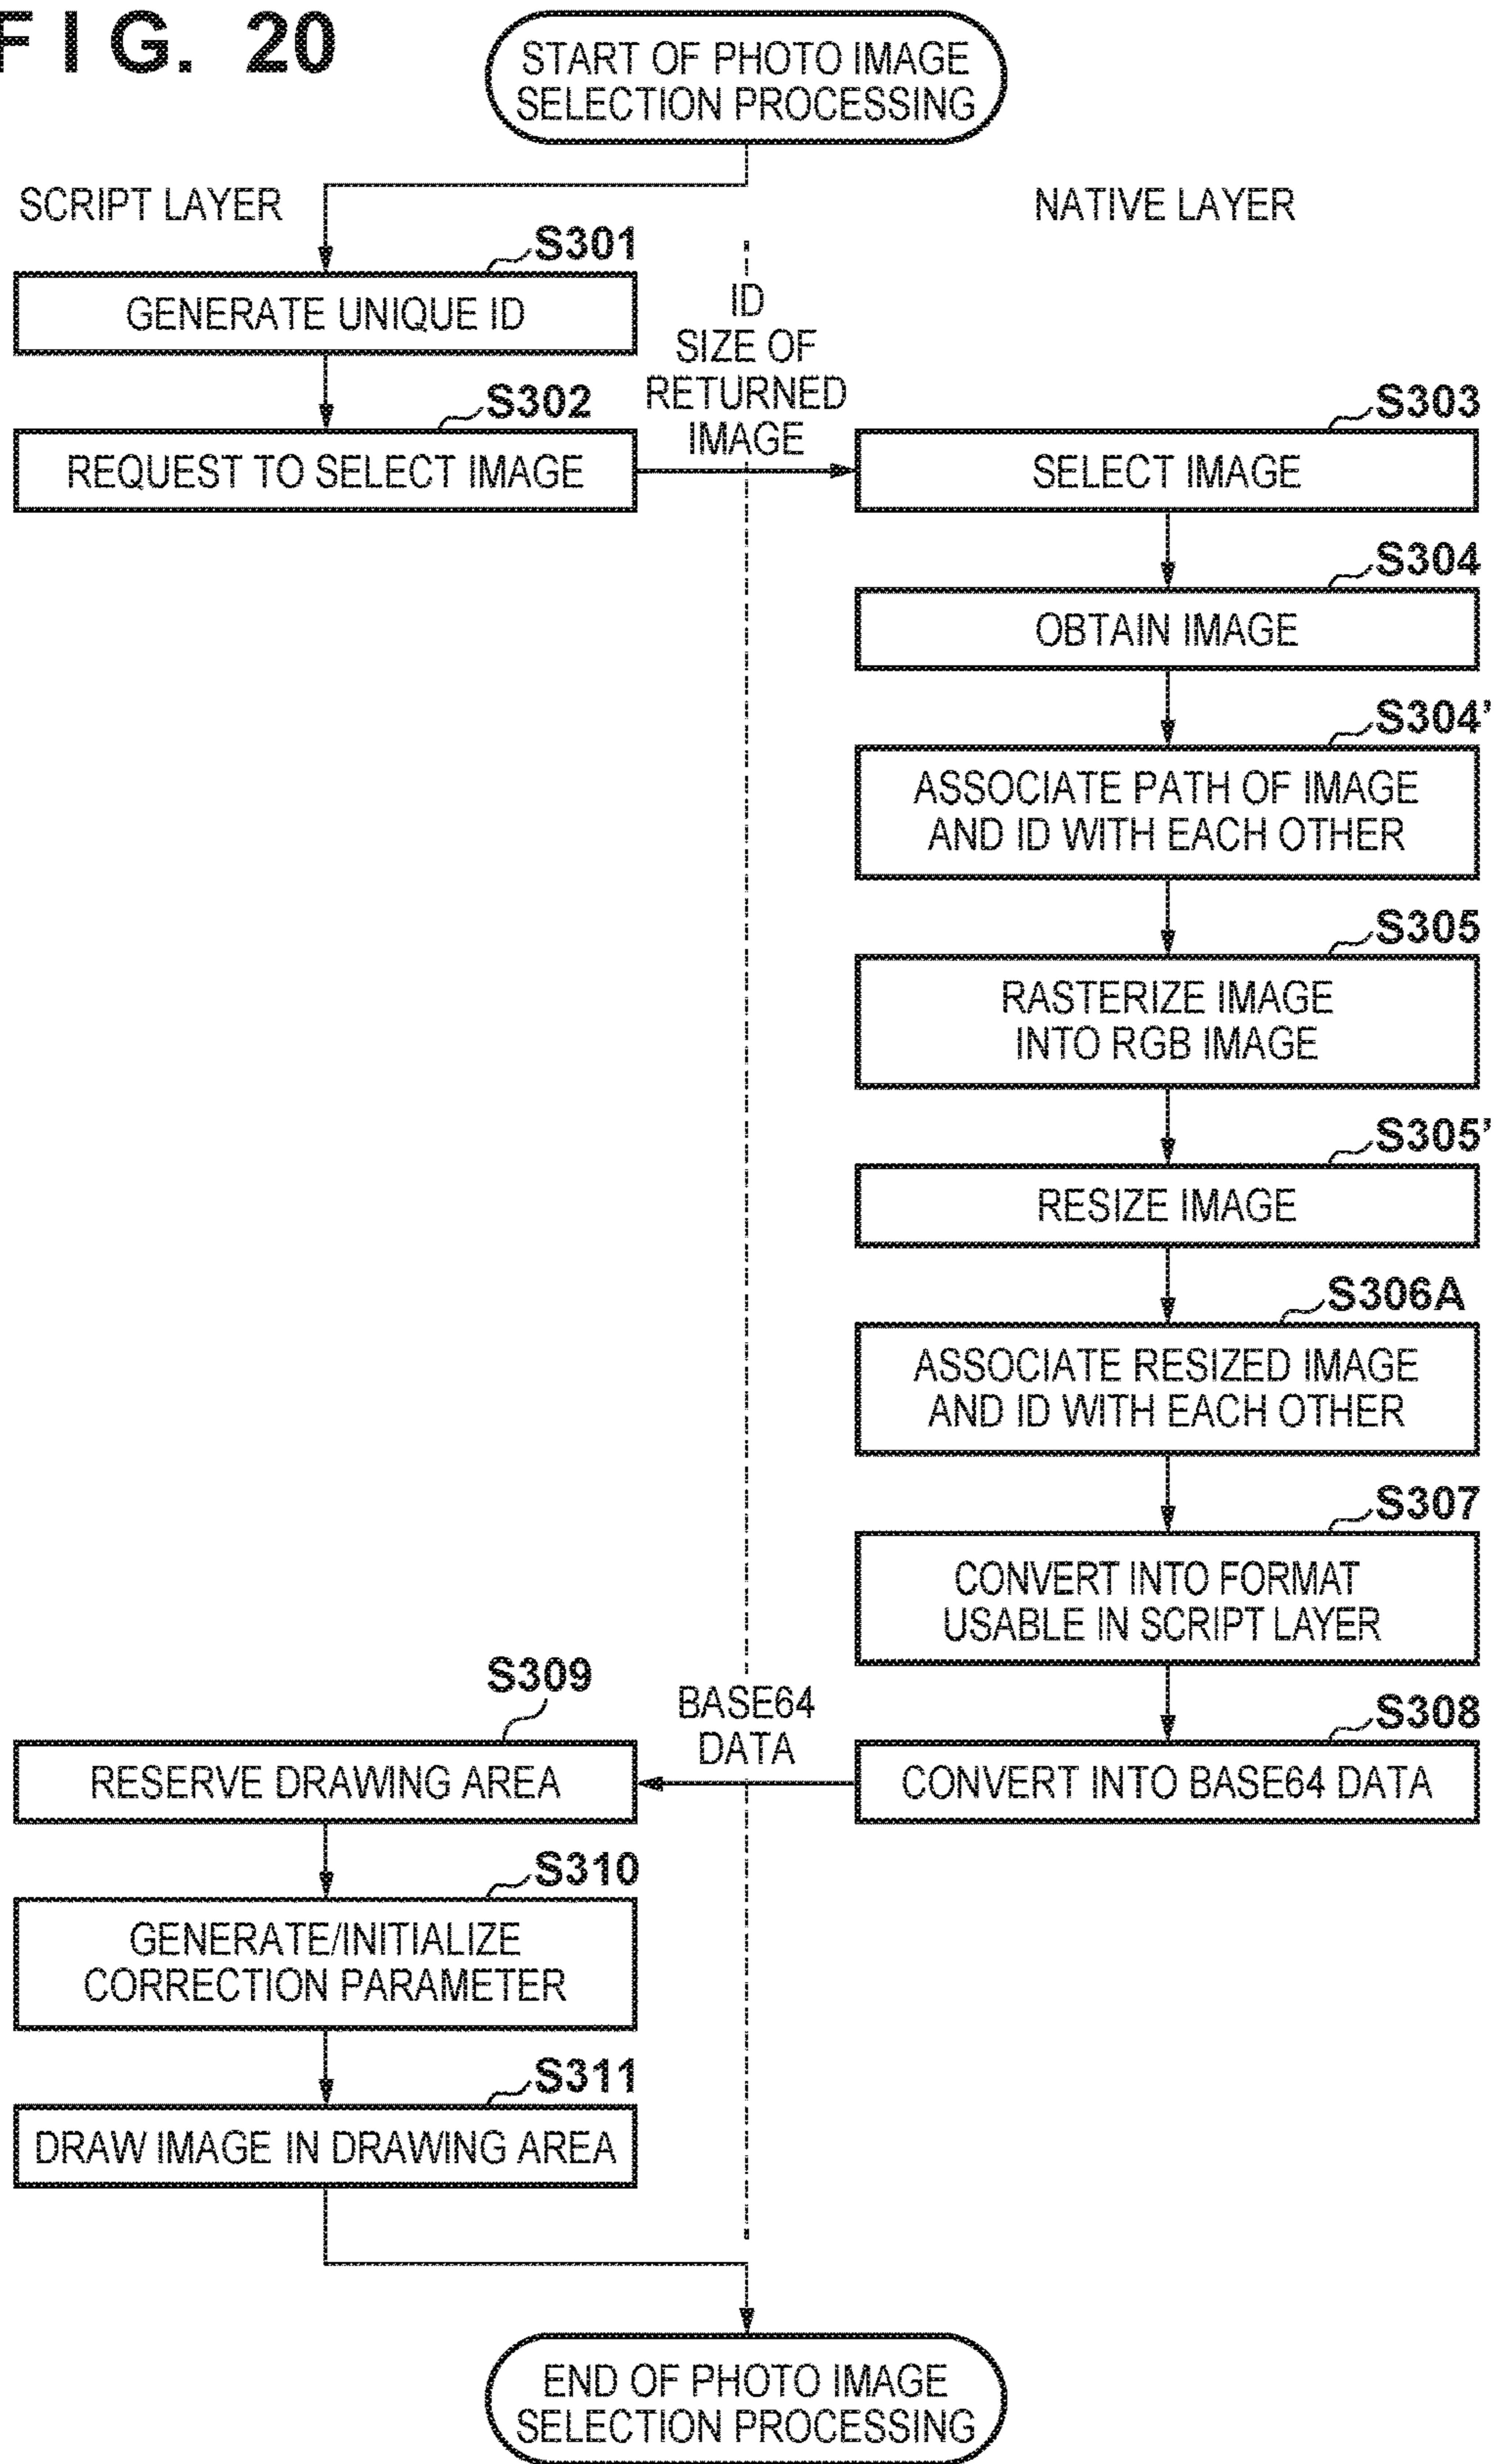 FIG. 20
START OF PHOTO IMAGE
SELECTION PROCESSING
SCRIPT LAYER
NATIVE LAYER
S301
GENERATE UNIQUE ID
ID
SIZE OF
RETURNED
IMAGE
S302
REQUEST TO SELECT IMAGE
S303
SELECT IMAGE
S304
OBTAIN IMAGE
S304'
ASSOCIATE PATH OF IMAGE
AND ID WITH EACH OTHER
S305
RASTERIZE IMAGE
INTO RGB IMAGE
S305'
RESIZE IMAGE
S306A
ASSOCIATE RESIZED IMAGE
AND ID WITH EACH OTHER
S307
CONVERT INTO FORMAT
USABLE IN SCRIPT LAYER
S308
CONVERT INTO BASE64 DATA
BASE64
DATA
S309
RESERVE DRAWING AREA
S310
GENERATE/INITIALIZE
CORRECTION PARAMETER
S311
DRAW IMAGE IN DRAWING AREA
END OF PHOTO IMAGE
SELECTION PROCESSING